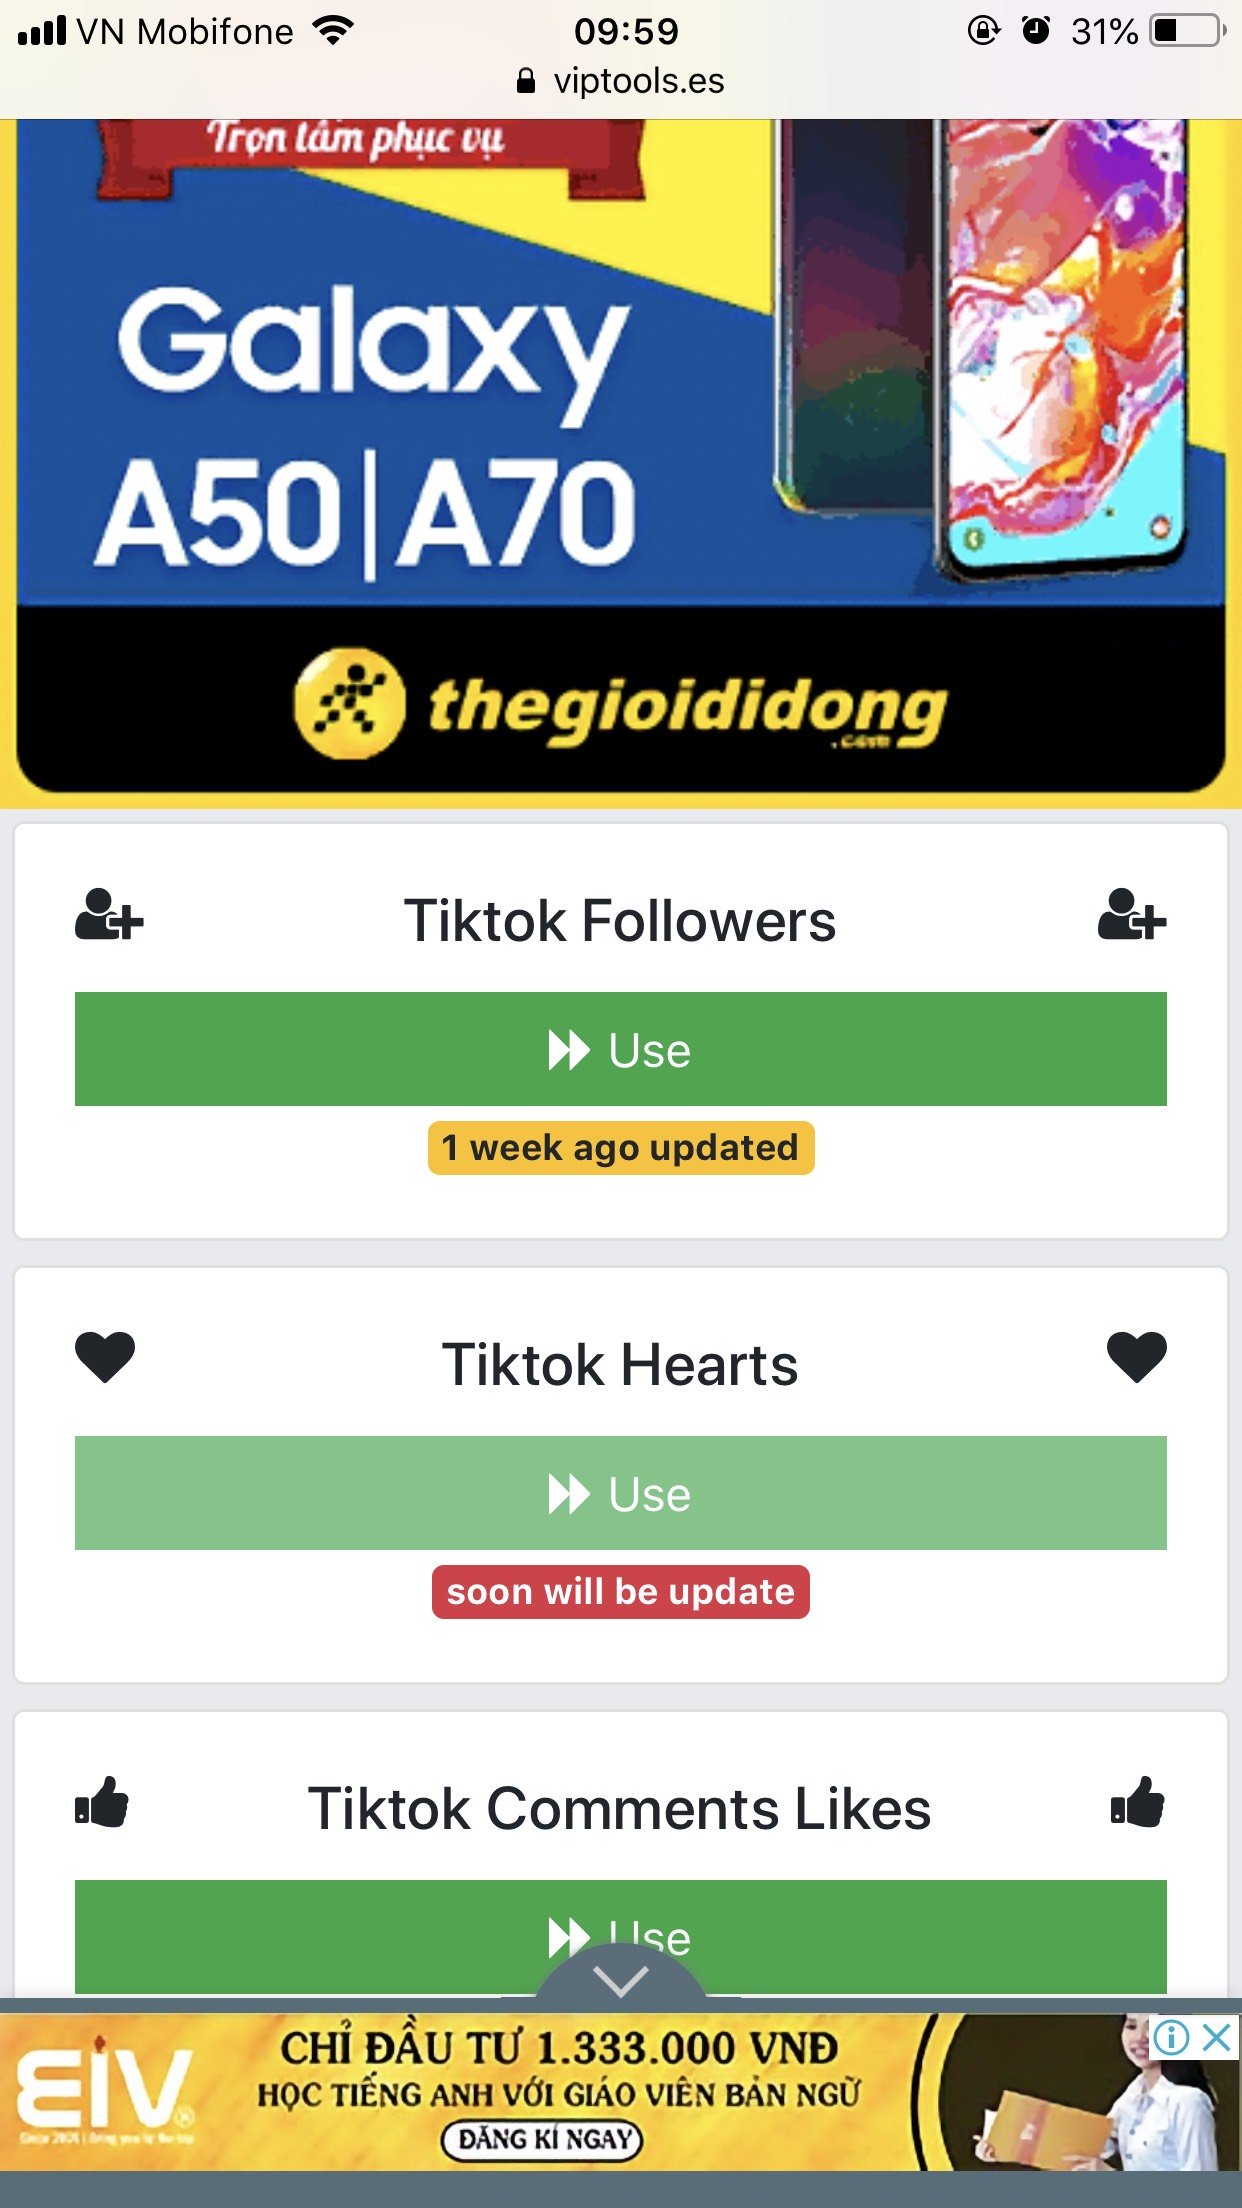 VN Mobifone 09:59 31%
viptools.es
Trọn tâm phục vụ
Galaxy
A50|A70
thegioididong
.com
Tiktok Followers
Use
1 week ago updated
Tiktok Hearts
Use
soon will be update
Tiktok Comments Likes
Use
EIV
CHỈ ĐẦU TƯ 1.333.000 VNĐ
HỌC TIẾNG ANH VỚI GIÁO VIÊN BẢN NGỮ
ĐĂNG KÍ NGAY